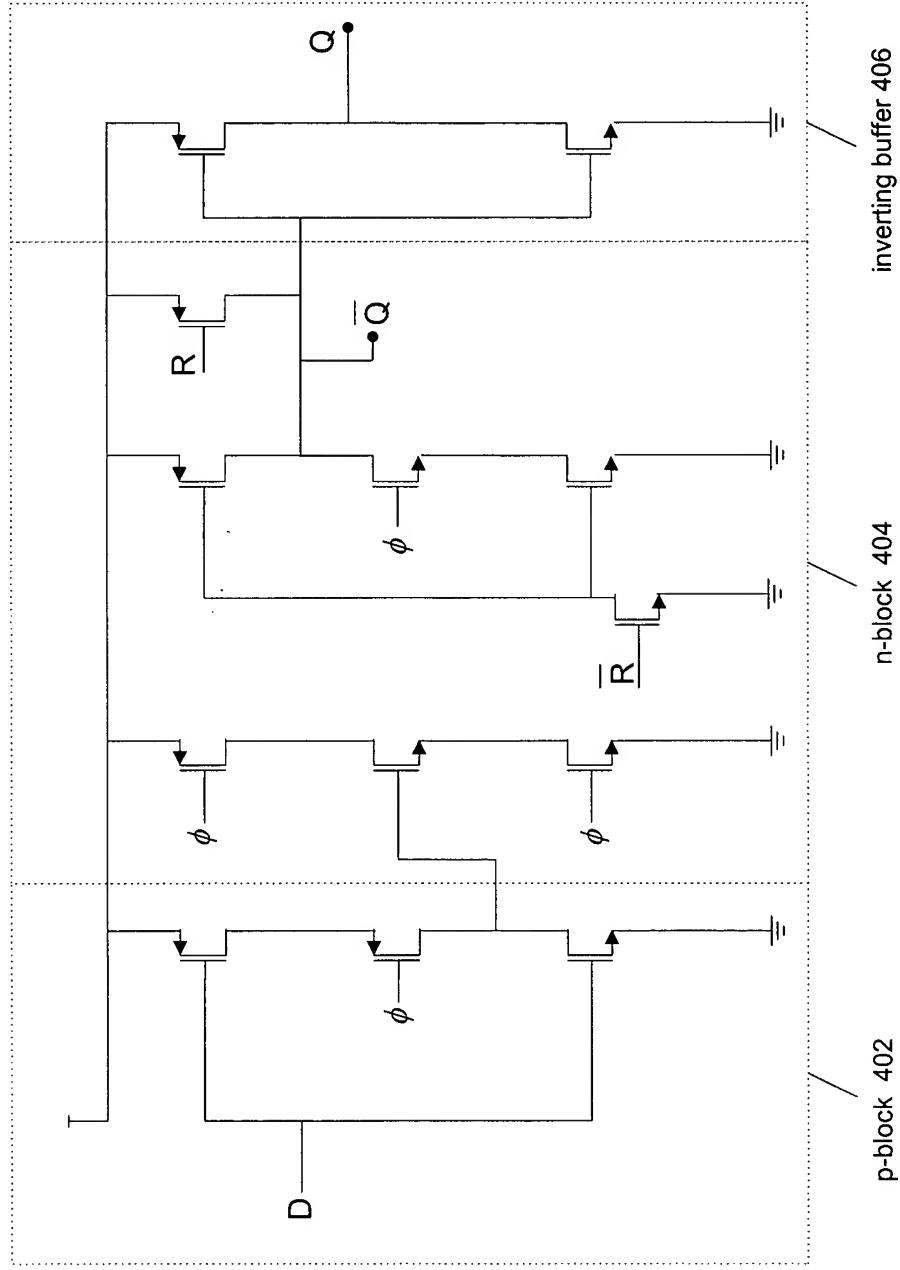 D
ϕ
ϕ
ϕ
R̅
ϕ
R
Q̅
Q
p-block 402
n-block 404
inverting buffer 406